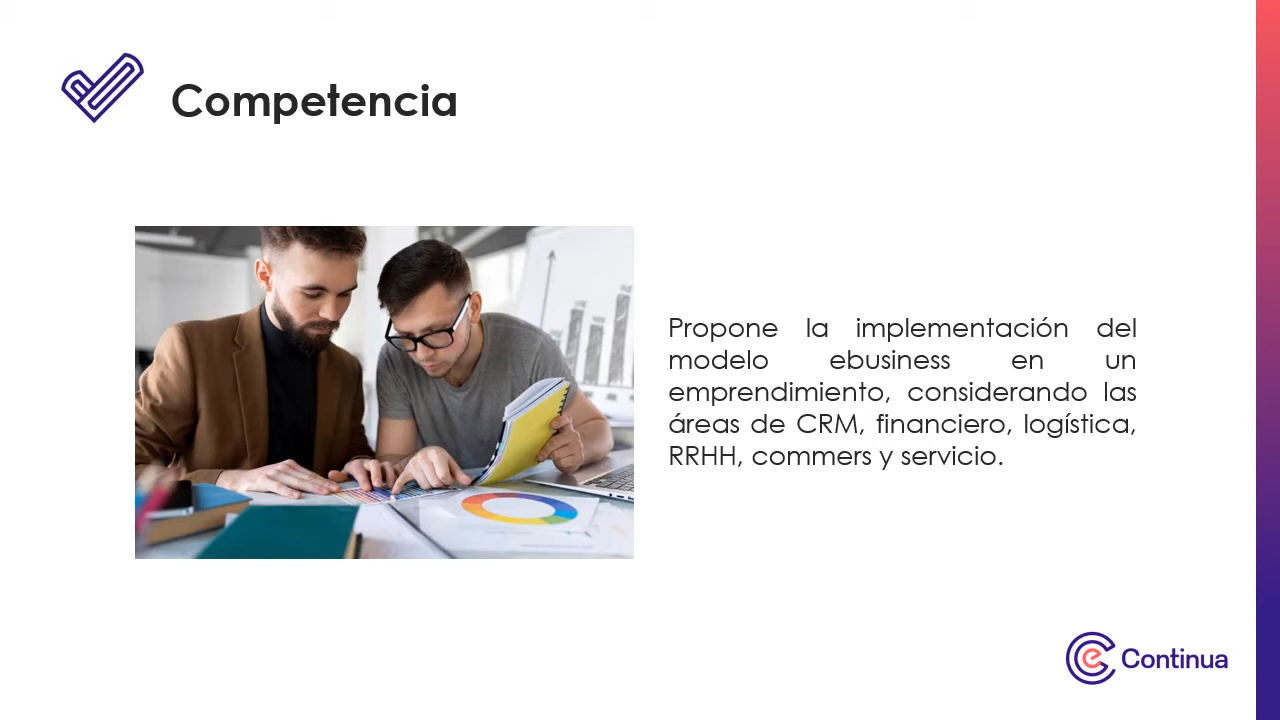 Competencia
Propone la implementación del
modelo ebusiness en un
emprendimiento, considerando las
áreas de CRM, financiero, logística,
RRHH, commers y servicio.
e Continua